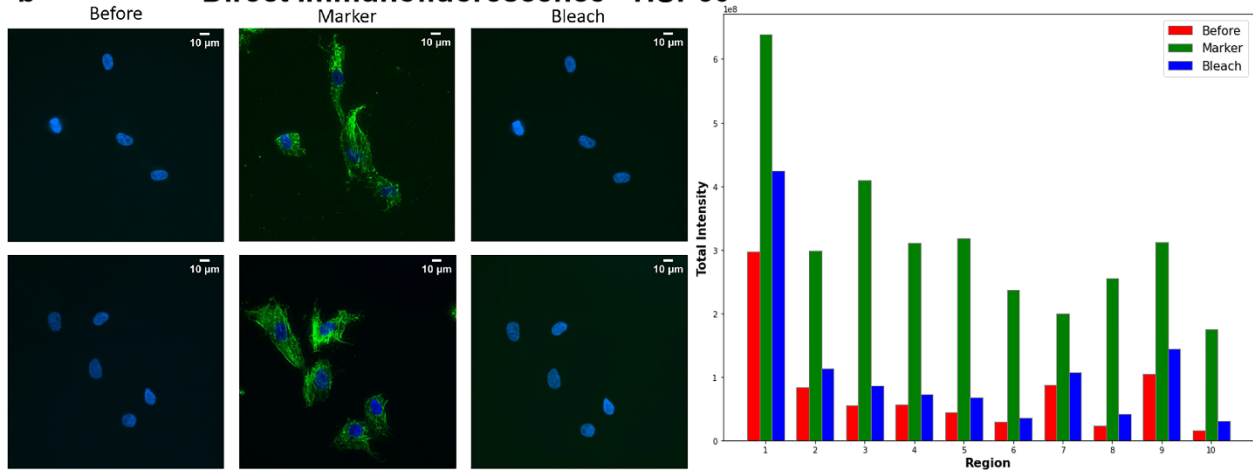 b Direct Immunofluorescence - HSP 60
Before Marker Bleach
10 μm 10 μm 10 μm
10 μm 10 μm 10 μm
1e8
Before
Marker
Bleach
Total Intensity
6
5
4
3
2
1
0
1 2 3 4 5 6 7 8 9 10
Region